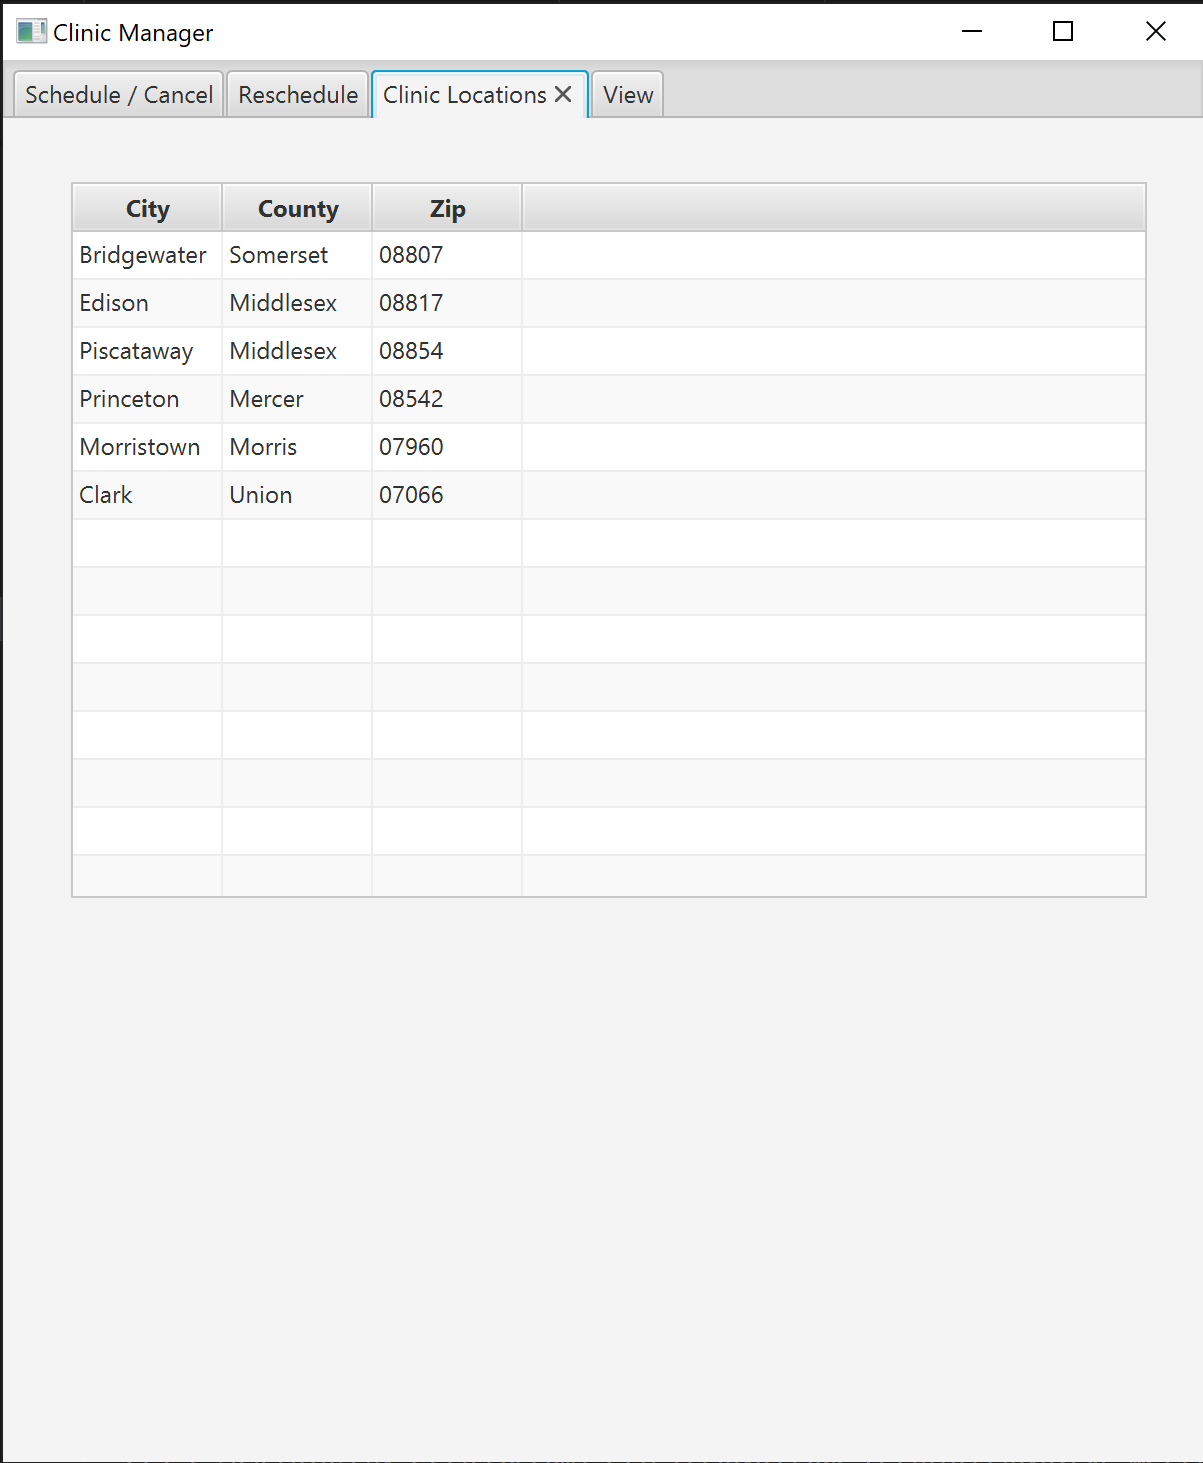 Clinic Manager
Schedule / Cancel Reschedule Clinic Locations View
City County Zip
Bridgewater Somerset 08807
Edison Middlesex 08817
Piscataway Middlesex 08854
Princeton Mercer 08542
Morristown Morris 07960
Clark Union 07066